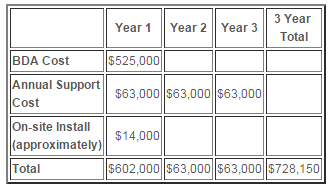 Year 1 Year 2 Year 3 3 Year
Total
BDA Cost $525,000
Annual Support
Cost $63,000 $63,000 $63,000
On-site Install
(approximately) $14,000
Total $602,000 $63,000 $63,000 $728,150